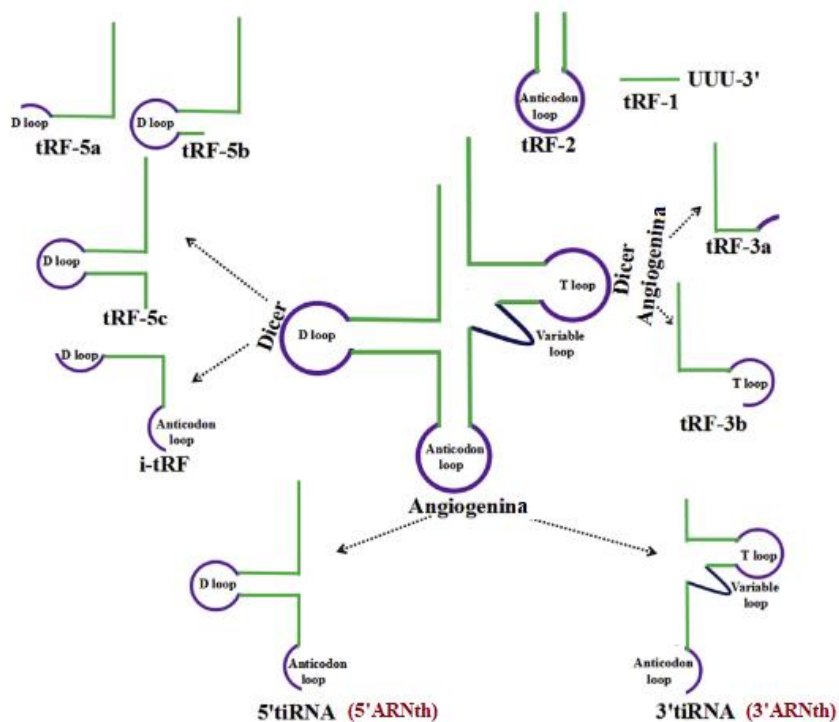 D loop
tRF-5a
D loop
tRF-5b
Anticodon
loop
tRF-2
UUU-3'
tRF-1
D loop
tRF-5c
Dicer
D loop
T loop
Variable
loop
Anticodon
loop
Dicer
Angiogenina
tRF-3a
T loop
tRF-3b
D loop
Anticodon
loop
i-tRF
Angiogenina
D loop
Anticodon
loop
5'tiRNA (5'ARNth)
T loop
Variable
loop
Anticodon
loop
3'tiRNA (3'ARNth)